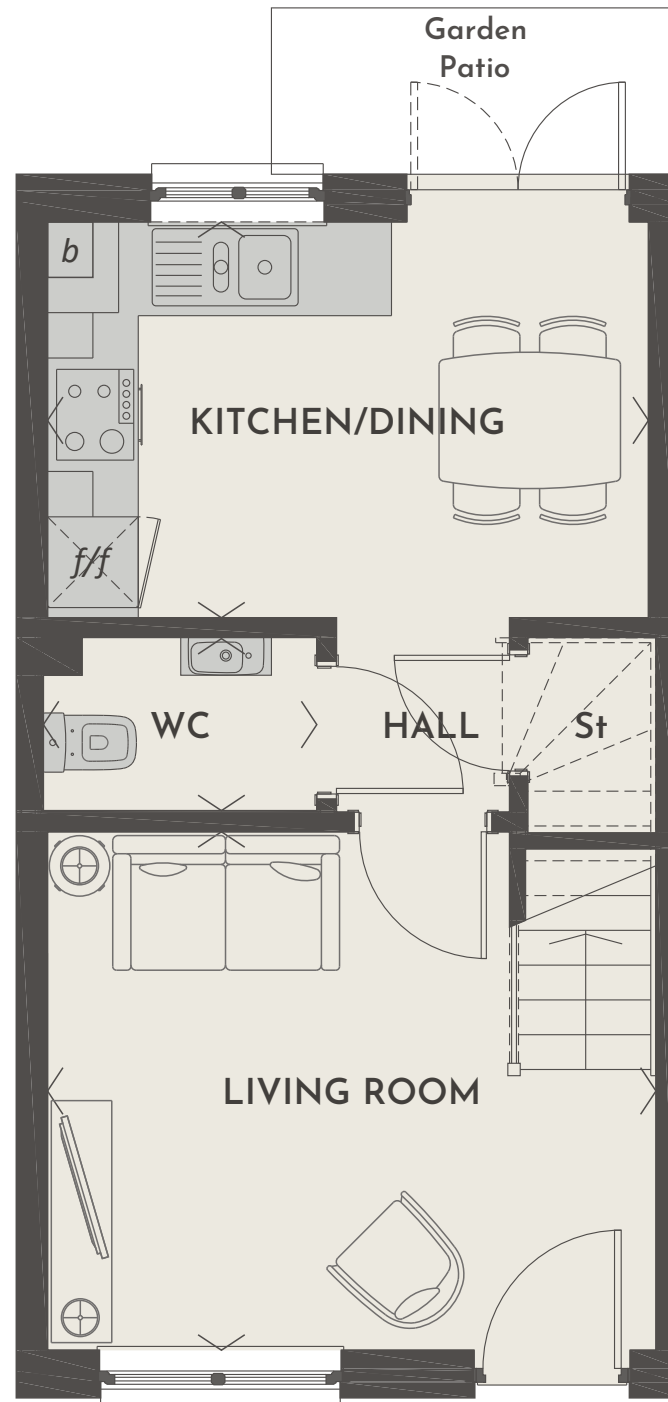 Garden
Patio
b
KITCHEN/DINING
f/f
WC
HALL
St
LIVING ROOM